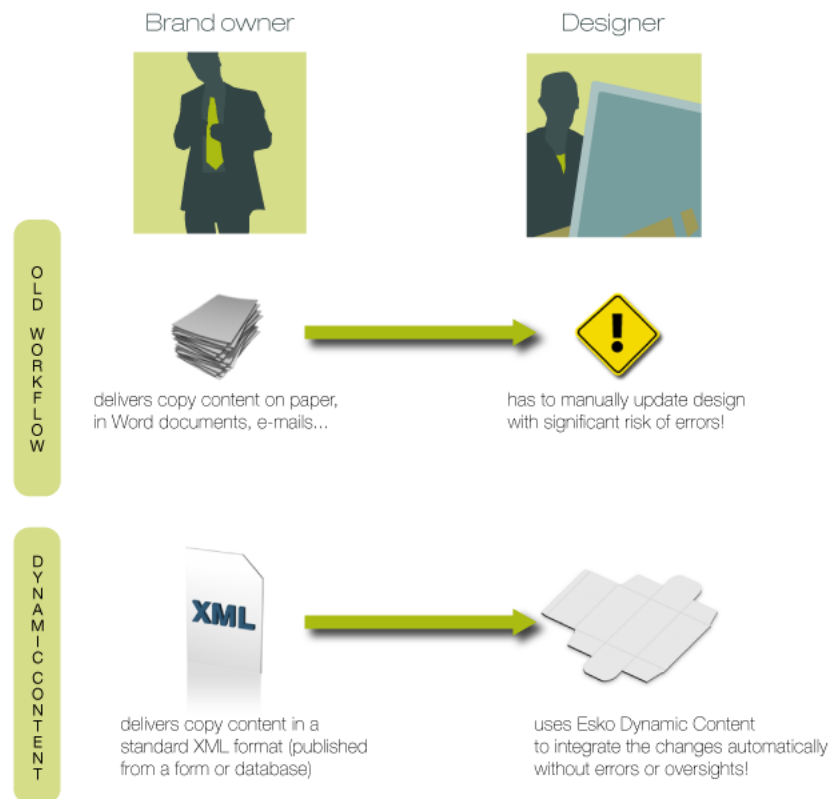 Brand owner
Designer
OLD WORKFLOW
delivers copy content on paper,
in Word documents, e-mails...
!
has to manually update design
with significant risk of errors!
DYNAMIC CONTENT
XML
delivers copy content in a
standard XML format (published
from a form or database)
uses Esko Dynamic Content
to integrate the changes automatically
without errors or oversights!